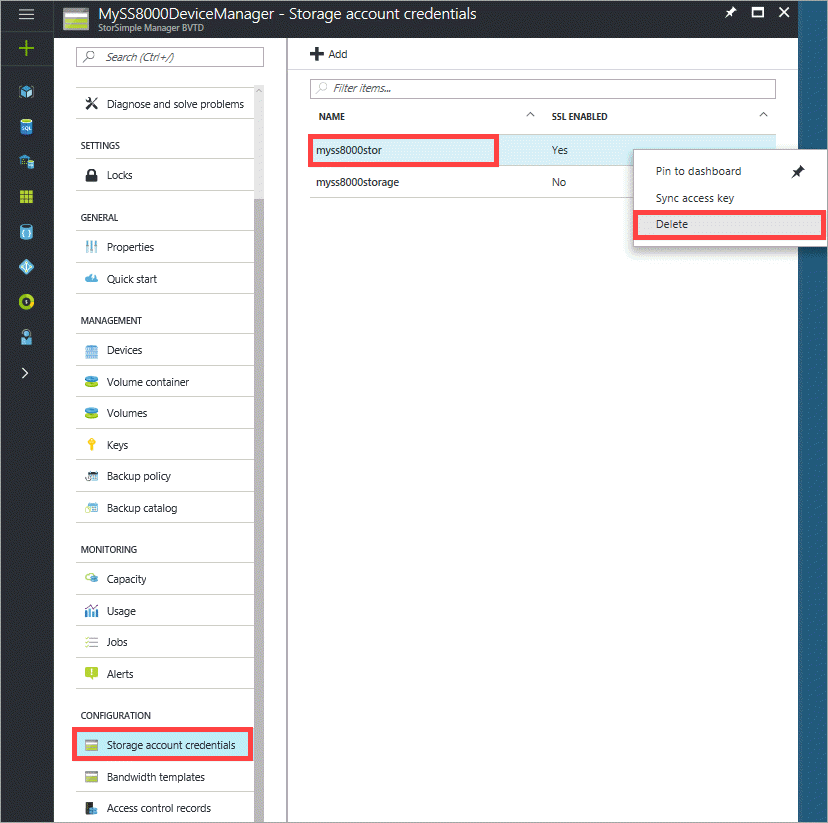 MySS8000DeviceManager - Storage account credentials
StorSimple Manager BVTD
Search (Ctrl+/)
Diagnose and solve problems
SETTINGS
Locks
GENERAL
Properties
Quick start
MANAGEMENT
Devices
Volume container
Volumes
Keys
Backup policy
Backup catalog
MONITORING
Capacity
Usage
Jobs
Alerts
CONFIGURATION
Storage account credentials
Bandwidth templates
Access control records
Add
Filter items...
NAME SSL ENABLED
myss8000stor Yes
myss8000storage No
Pin to dashboard
Sync access key
Delete